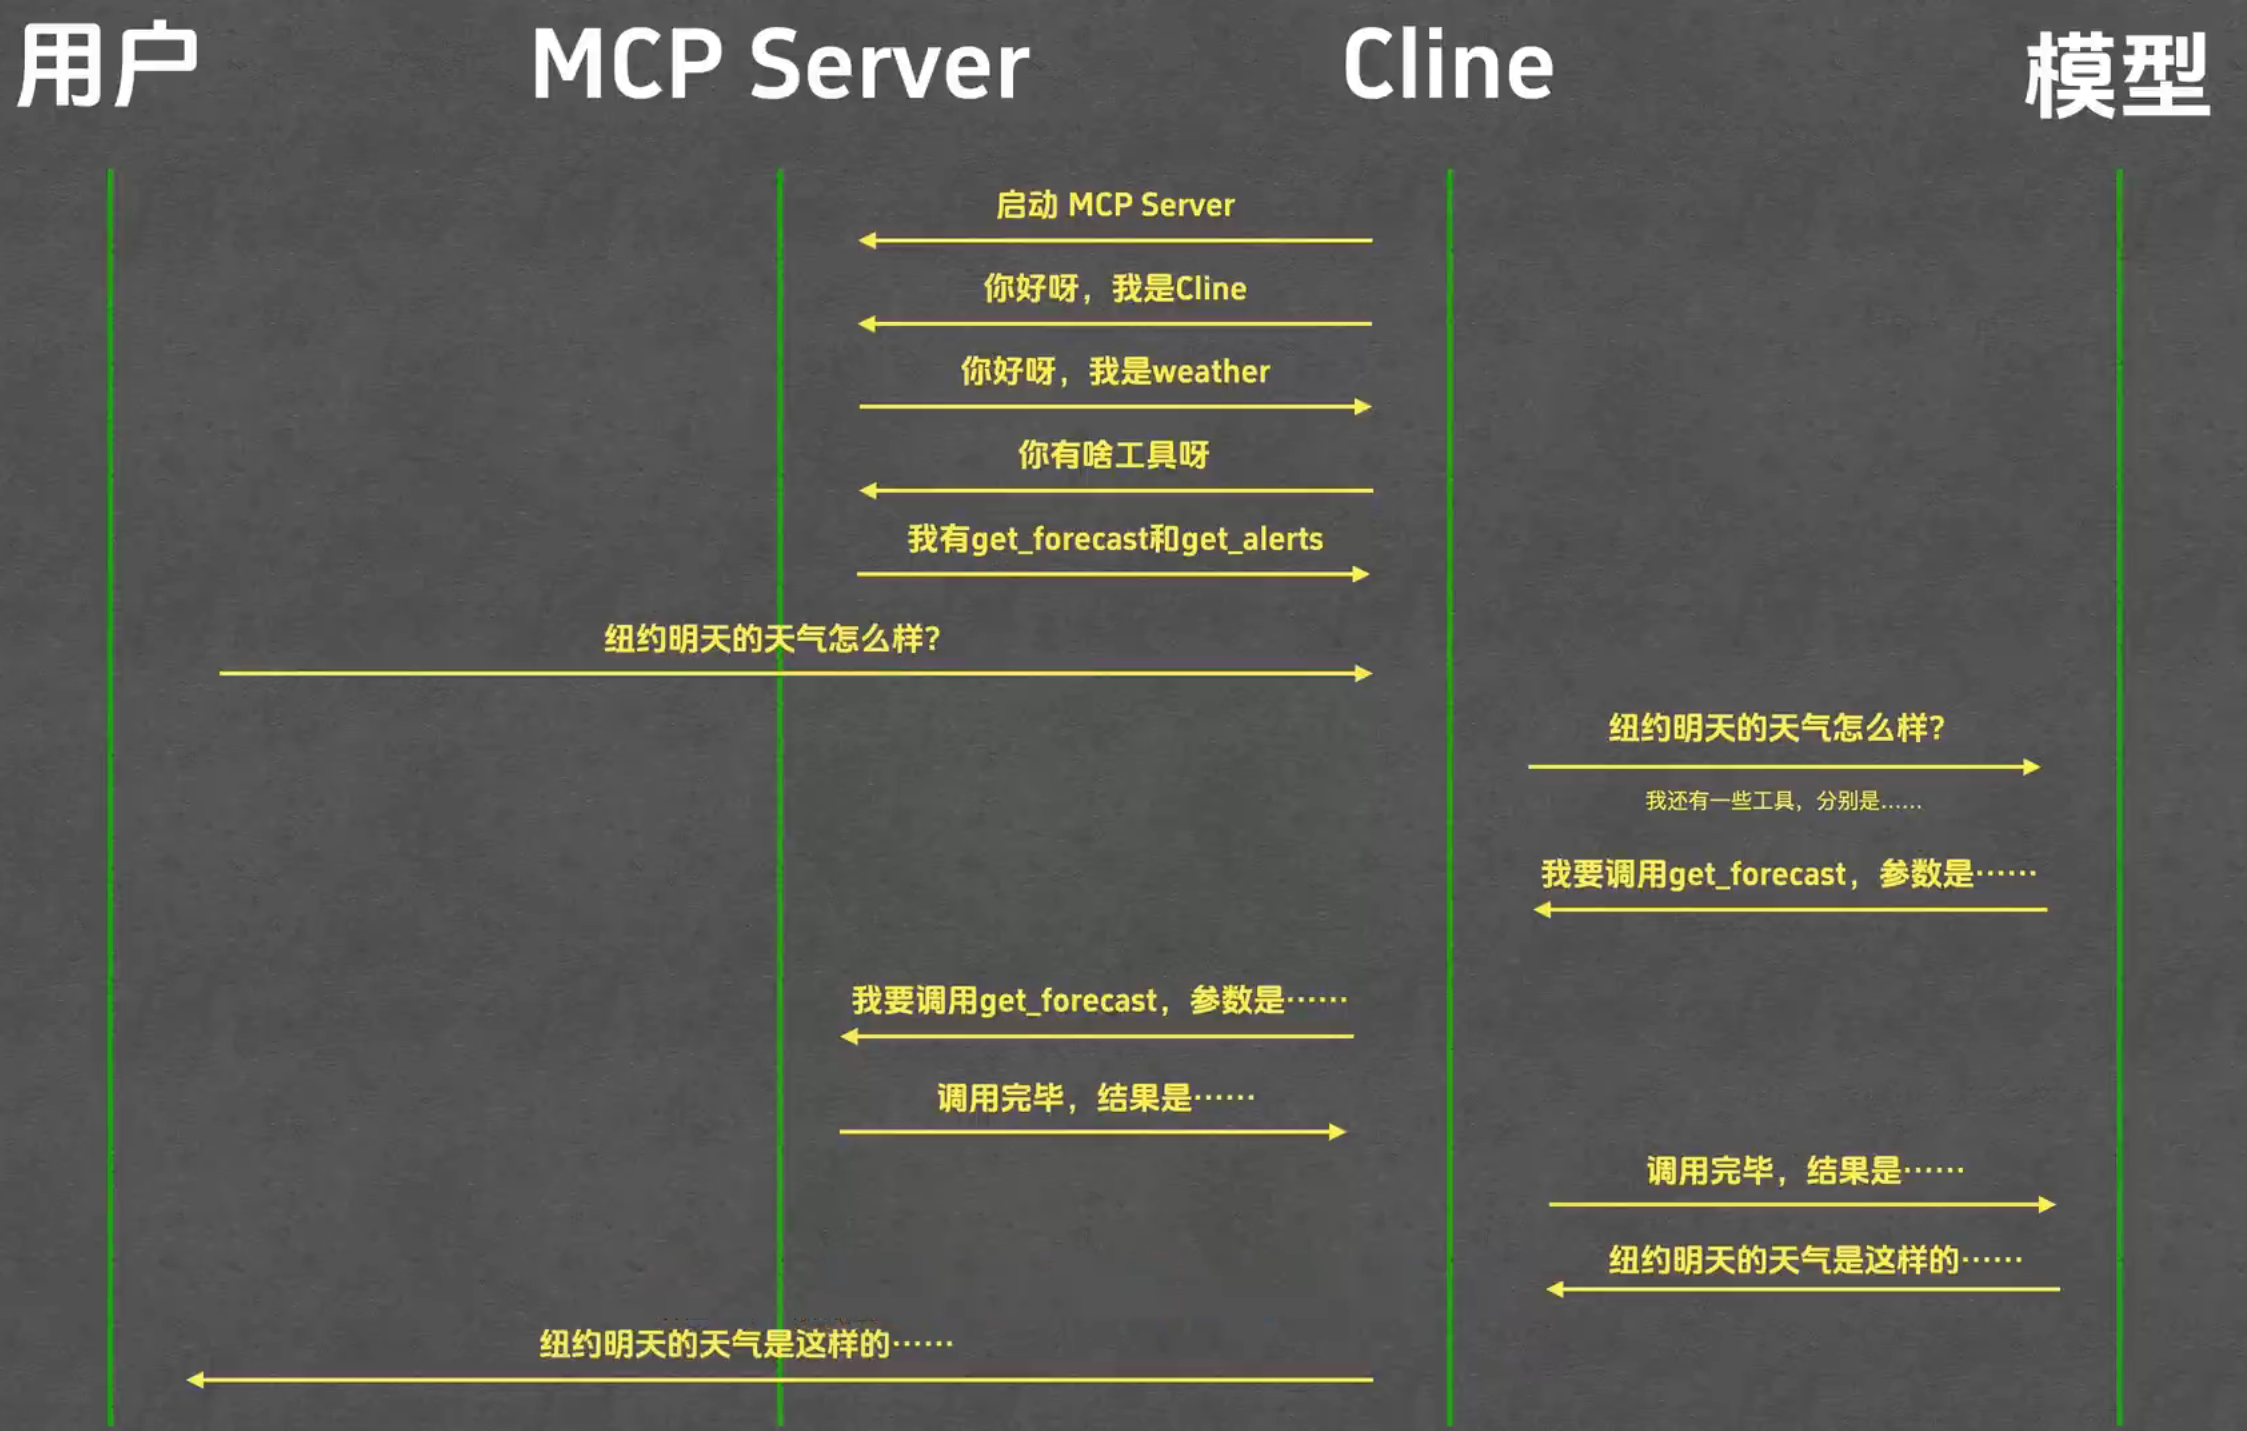 用户
MCP Server
Cline
模型
启动 MCP Server
你好呀，我是Cline
你好呀，我是weather
你有啥工具呀
我有get_forecast和get_alerts
纽约明天的天气怎么样？
纽约明天的天气怎么样？
我还有一些工具，分别是……
我要调用get_forecast，参数是……
我要调用get_forecast，参数是……
调用完毕，结果是……
调用完毕，结果是……
纽约明天的天气是这样的……
纽约明天的天气是这样的……